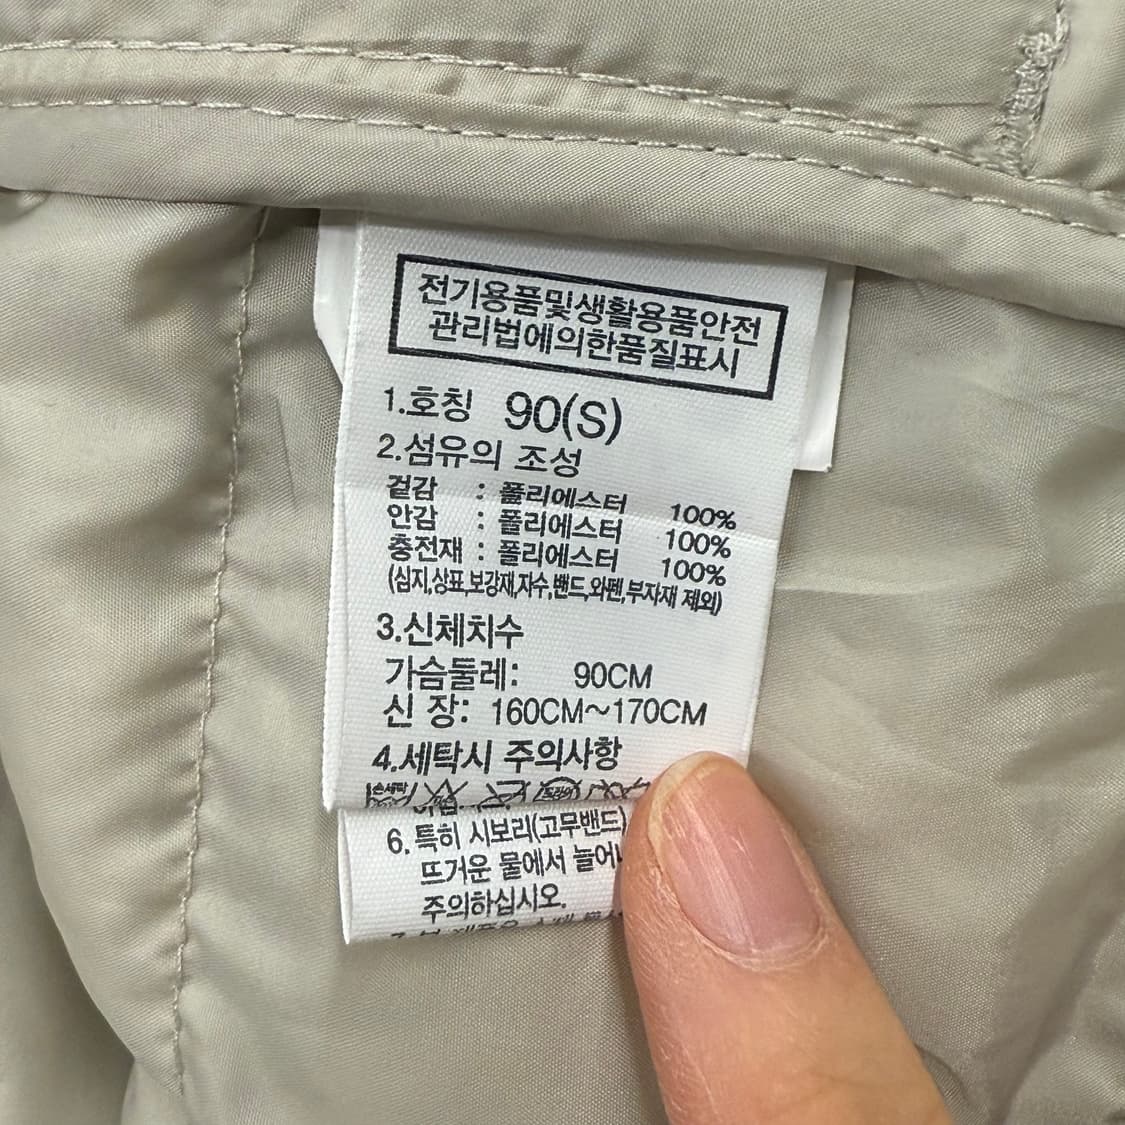 전기용품및생활용품안전
관리법에의한품질표시
1.호칭 90(S)
2.섬유의 조성
겉감 : 폴리에스터 100%
안감 : 폴리에스터 100%
충전재 : 폴리에스터 100%
(심지,상표,보강재,자수,밴드,와펜,부자재 제외)
3.신체치수
가슴둘레: 90CM
신 장: 160CM~170CM
4.세탁시 주의사항
손세탁
6.특히 시보리(고무밴드)
뜨거운 물에서
주의하십시오.